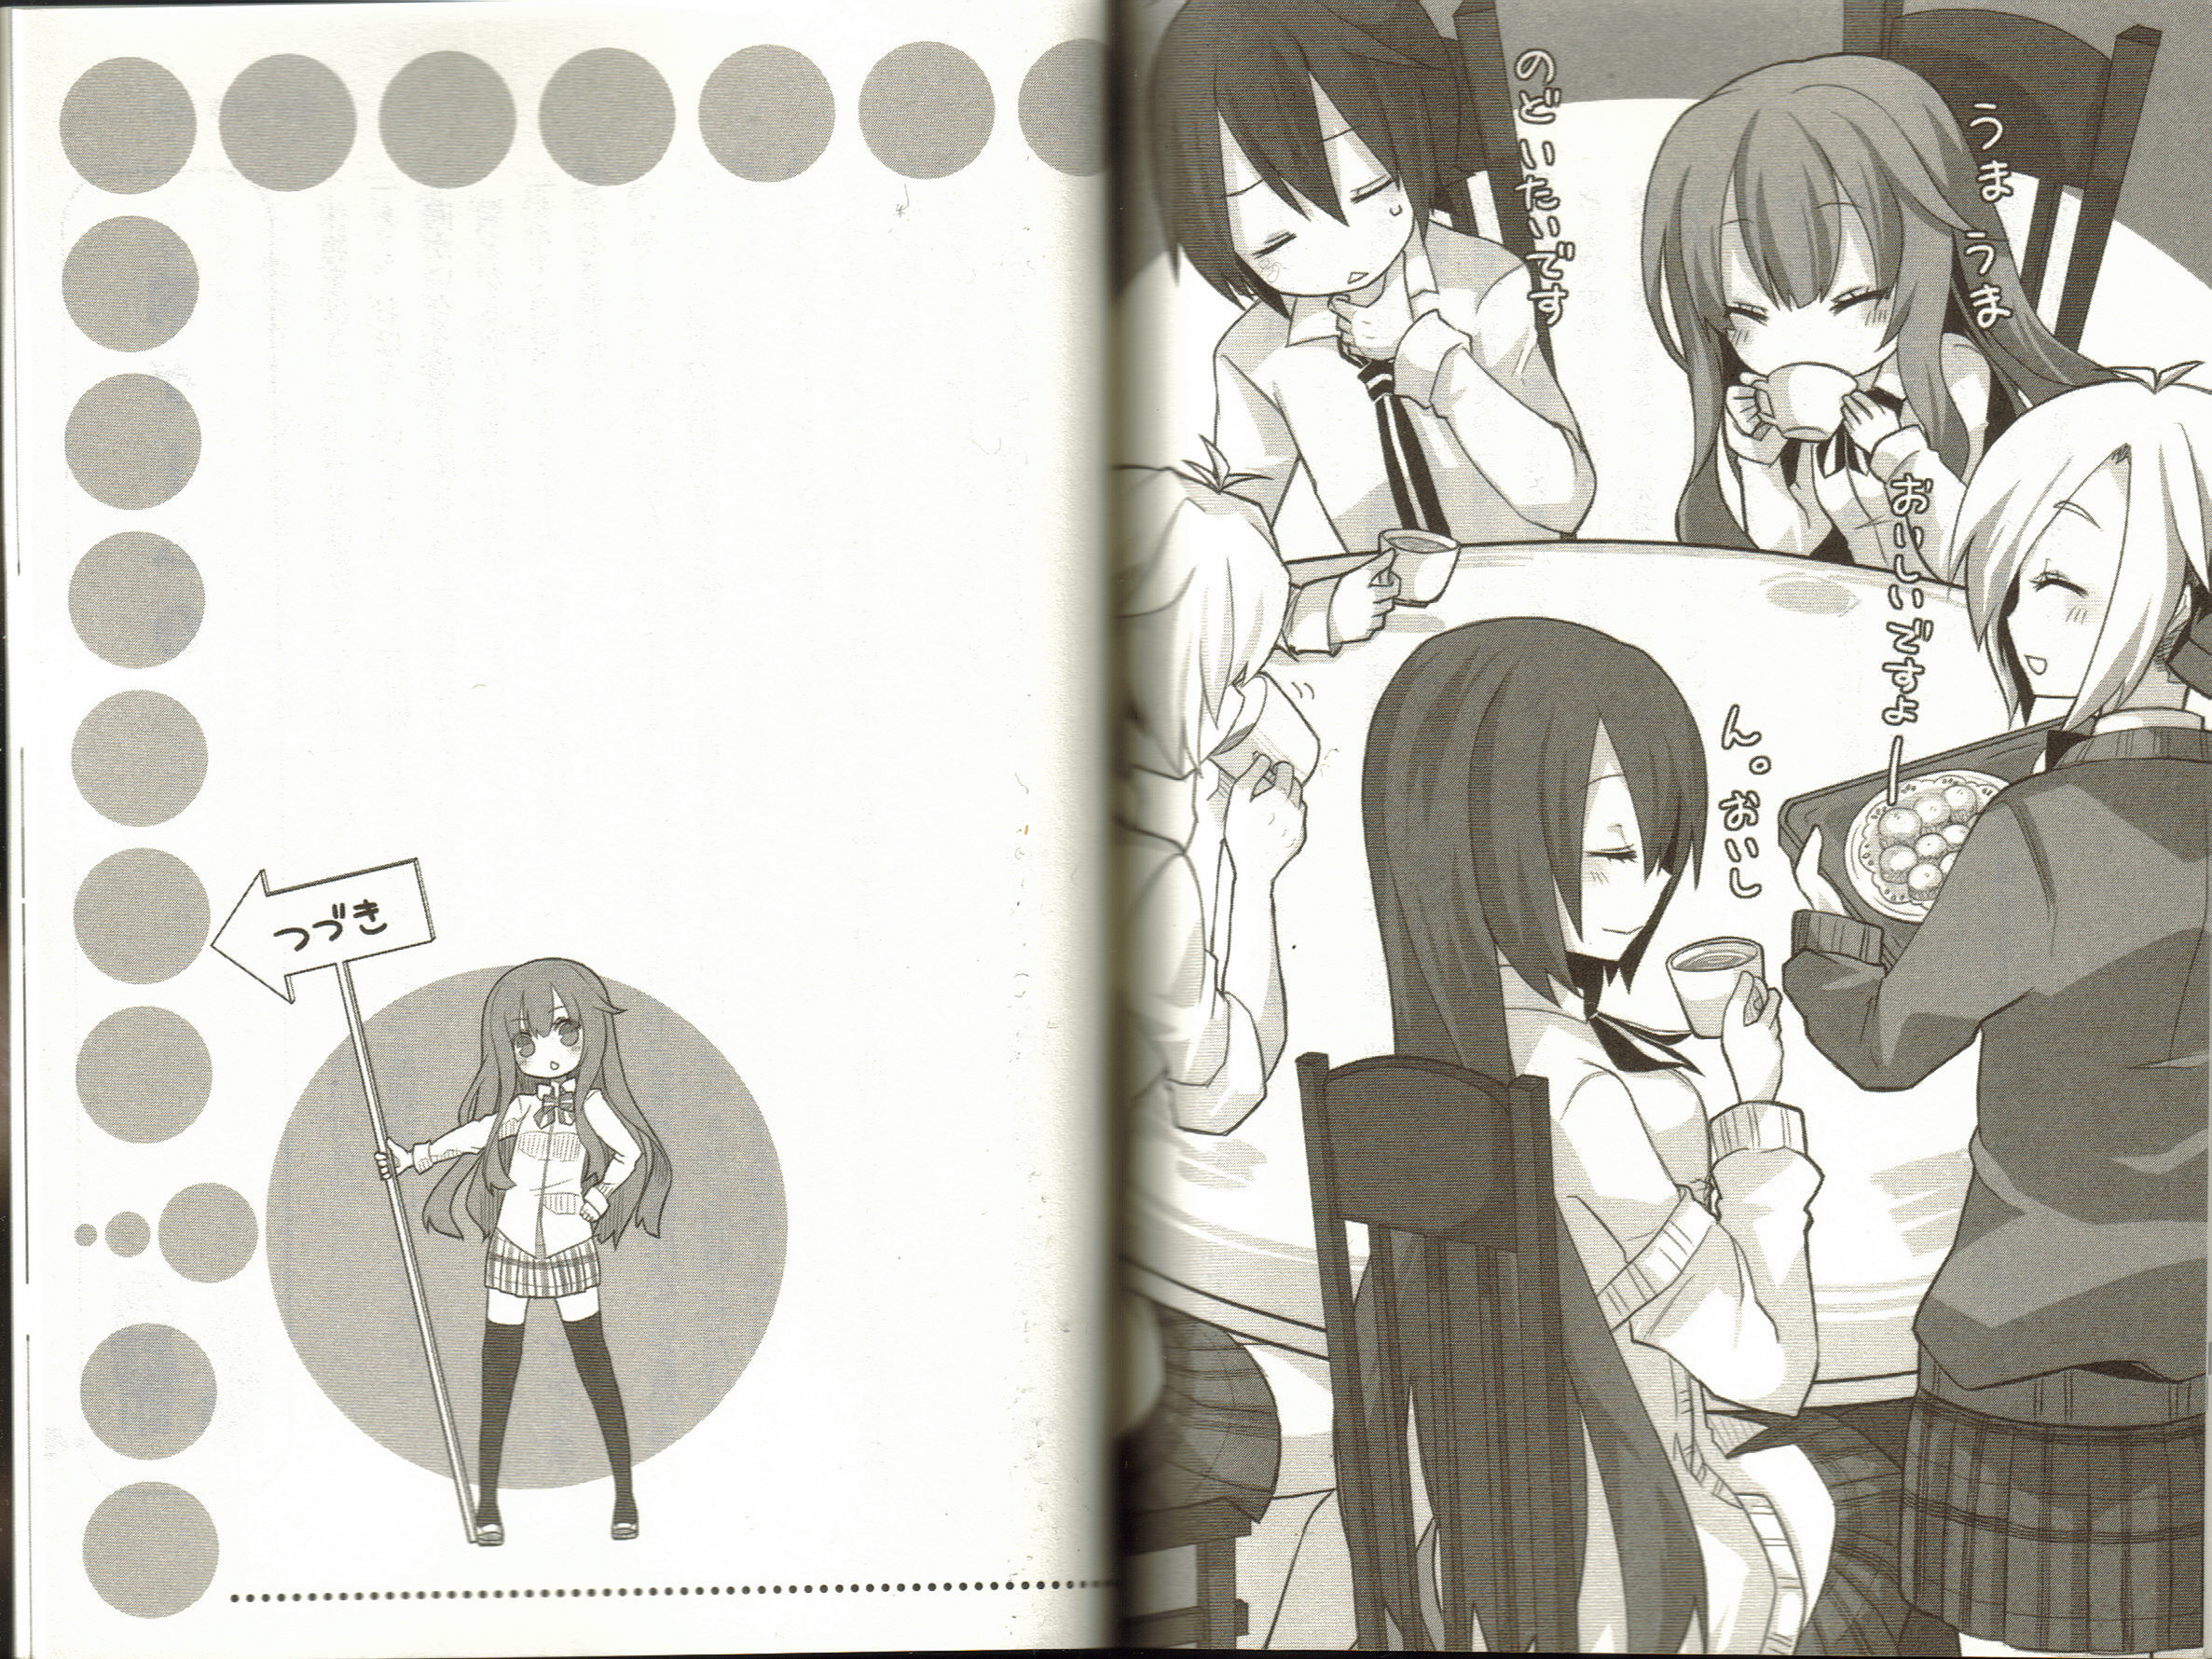 うま うま
のどいたいです
おいしいですよー
ん。おいし
つづき